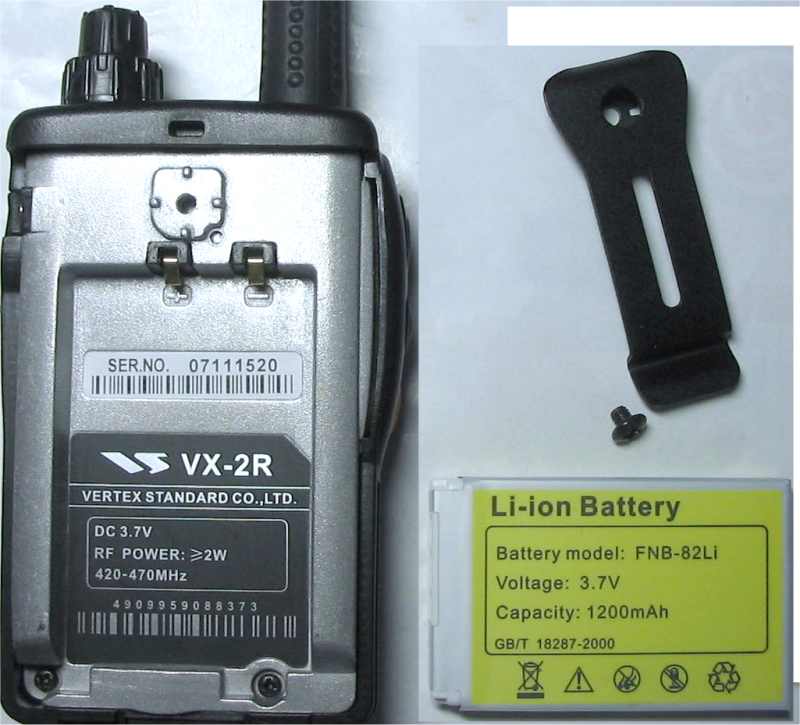 SER.NO. 07111520
VX-2R
VERTEX STANDARD CO.,LTD.
DC 3.7V
RF POWER: ≥2W
420-470MHz
4909959088373
Li-ion Battery
Battery model: FNB-82Li
Voltage: 3.7V
Capacity: 1200mAh
GB/T 18287-2000